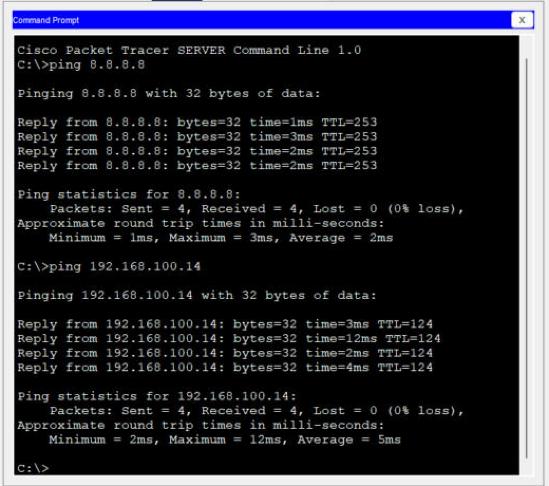 Command Prompt
X
Cisco Packet Tracer SERVER Command Line 1.0
C:\>ping 8.8.8.8
Pinging 8.8.8.8 with 32 bytes of data:
Reply from 8.8.8.8: bytes=32 time=1ms TTL=253
Reply from 8.8.8.8: bytes=32 time=3ms TTL=253
Reply from 8.8.8.8: bytes=32 time=2ms TTL=253
Reply from 8.8.8.8: bytes=32 time=2ms TTL=253
Ping statistics for 8.8.8.8:
Packets: Sent = 4, Received = 4, Lost = 0 (0% loss),
Approximate round trip times in milli-seconds:
Minimum = 1ms, Maximum = 3ms, Average = 2ms
C:\>ping 192.168.100.14
Pinging 192.168.100.14 with 32 bytes of data:
Reply from 192.168.100.14: bytes=32 time=3ms TTL=124
Reply from 192.168.100.14: bytes=32 time=12ms TTL=124
Reply from 192.168.100.14: bytes=32 time=2ms TTL=124
Reply from 192.168.100.14: bytes=32 time=4ms TTL=124
Ping statistics for 192.168.100.14:
Packets: Sent = 4, Received = 4, Lost = 0 (0% loss),
Approximate round trip times in milli-seconds:
Minimum = 2ms, Maximum = 12ms, Average = 5ms
C:\>